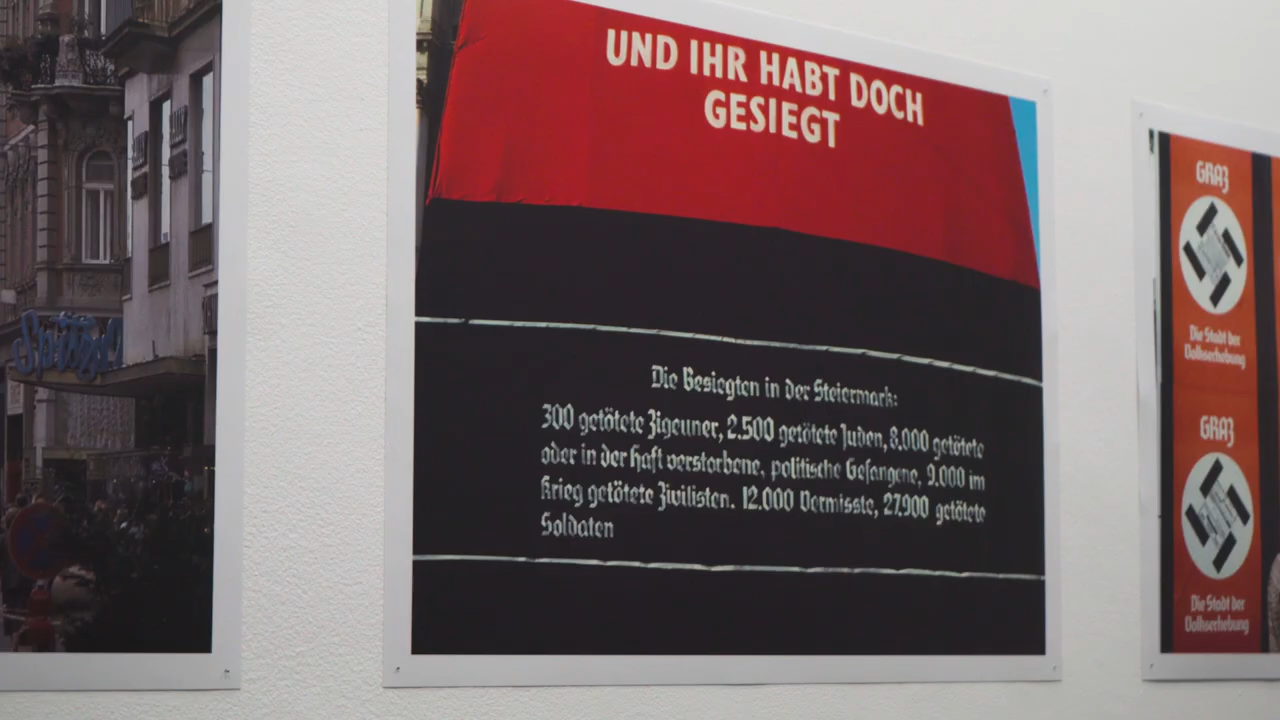 Spitzer
UND IHR HABT DOCH
GESIEGT
Die Besiegten in der Steiermark:
300 getötete Zigeuner, 2.500 getötete Juden, 8.000 getötete
oder in der Haft verstorbene, politische Gefangene, 9.000 im
Krieg getötete Zivilisten. 12.000 Vermisste, 27.900 getötete
Soldaten
GRAZ
Die Stadt der
Volkserhebung
GRAZ
Die Stadt der
Volkserhebung